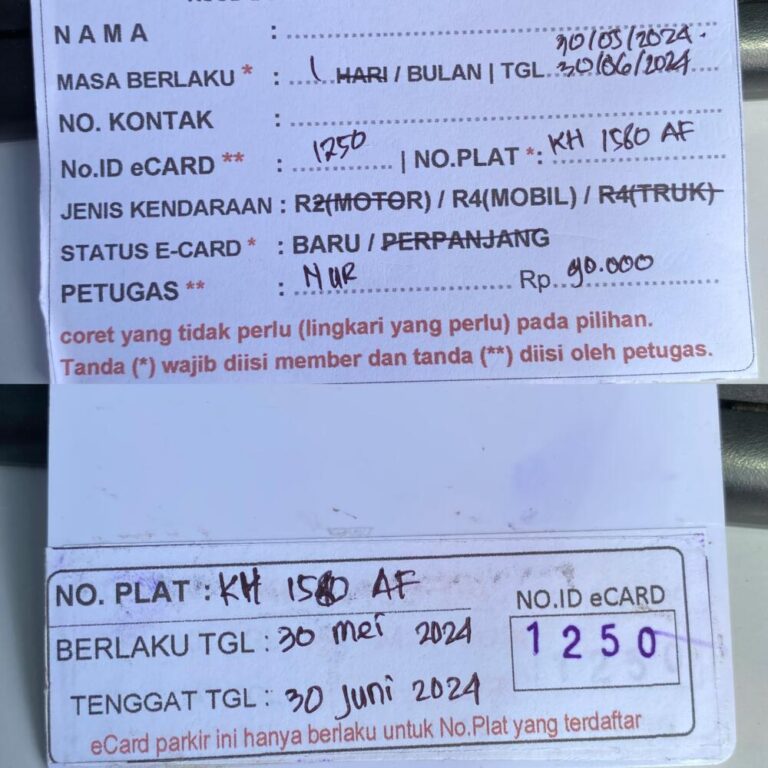 NAMA :
30/05/2024.
MASA BERLAKU * : 1 HARI / BULAN | TGL 30/06/2024
NO. KONTAK :
No.ID eCARD ** : 1250 | NO.PLAT *: KH 1580 AF
JENIS KENDARAAN : R2(MOTOR) / R4(MOBIL) / R4(TRUK)
STATUS E-CARD * : BARU / PERPANJANG
PETUGAS ** : NUR Rp. 90.000
coret yang tidak perlu (lingkari yang perlu) pada pilihan.
Tanda (*) wajib diisi member dan tanda (**) diisi oleh petugas.
NO. PLAT : KH 1580 AF
NO.ID eCARD
1250
BERLAKU TGL : 30 mei 2024
TENGGAT TGL : 30 juni 2024
eCard parkir ini hanya berlaku untuk No.Plat yang terdaftar